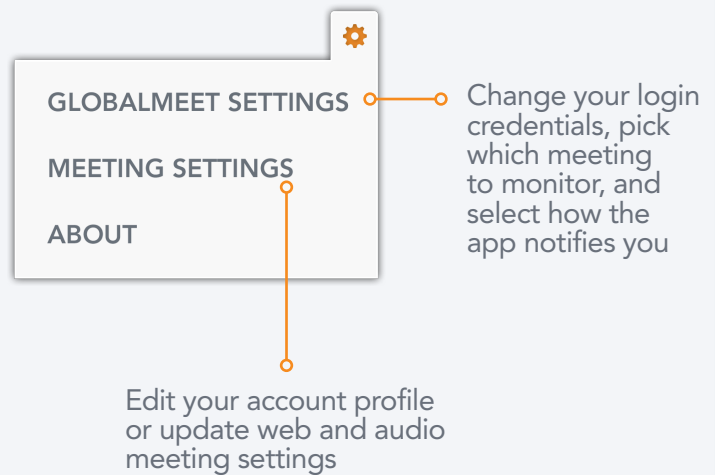 GLOBALMEET SETTINGS
MEETING SETTINGS
ABOUT
Change your login
credentials, pick
which meeting
to monitor, and
select how the
app notifies you
Edit your account profile
or update web and audio
meeting settings